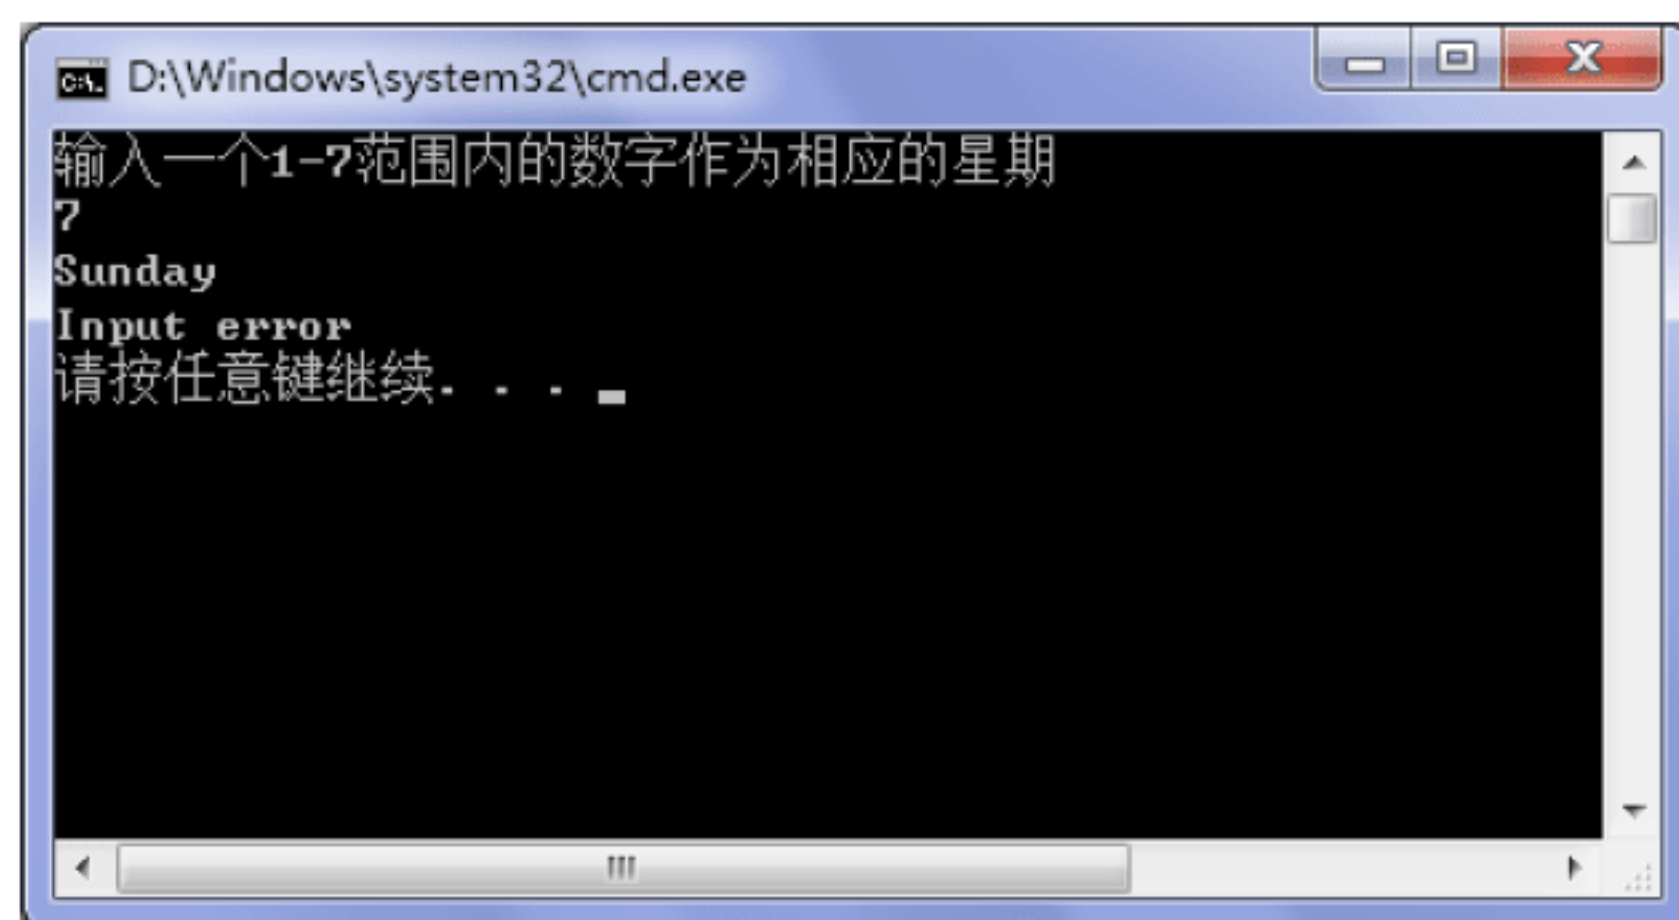 D:\Windows\system32\cmd.exe
输入一个1-7范围内的数字作为相应的星期
7
Sunday
Input error
请按任意键继续. . .